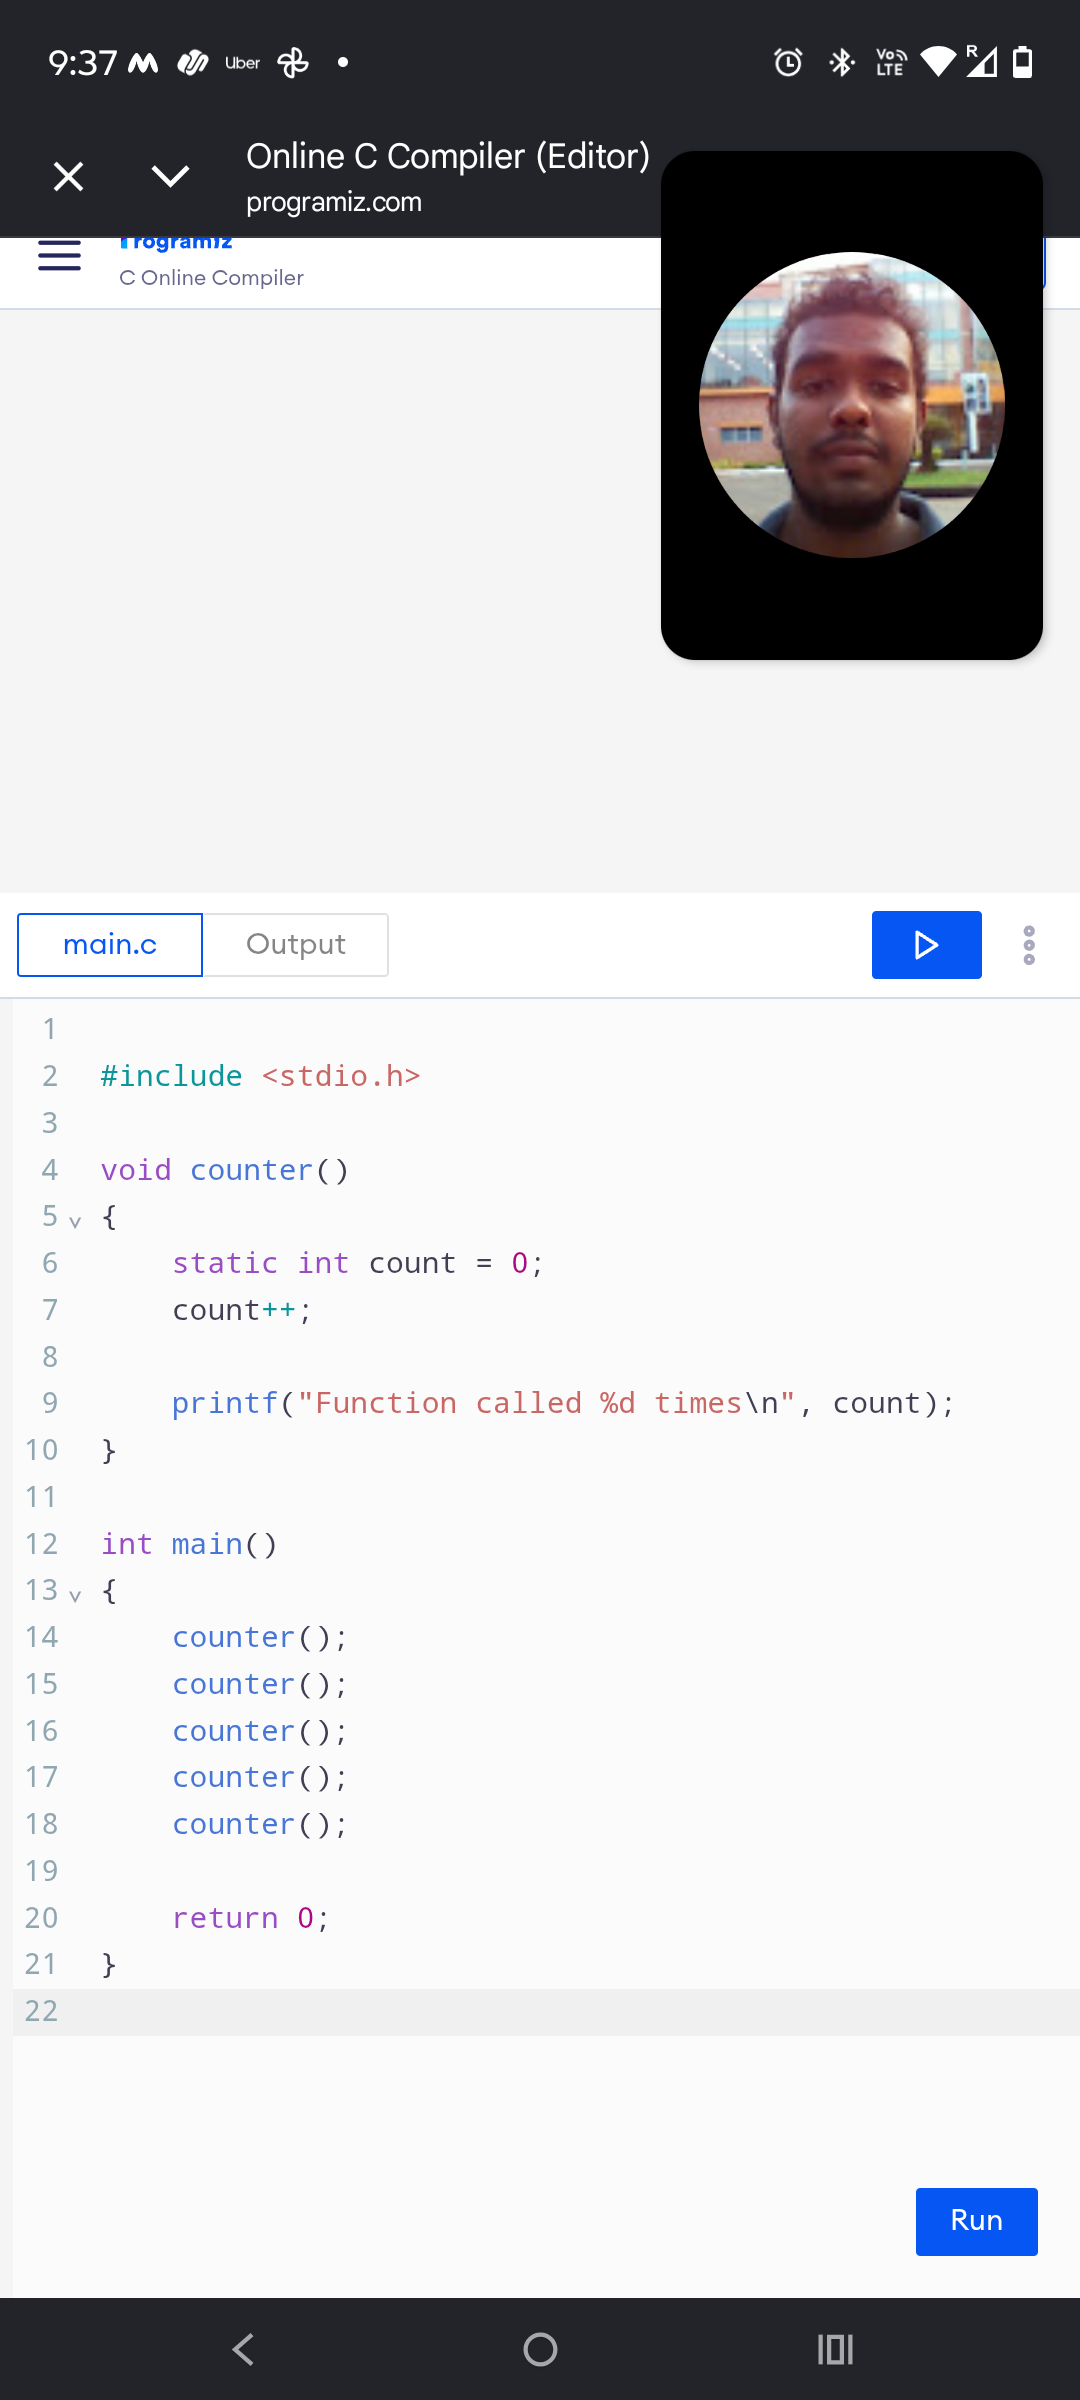 9:37 Uber Vo LTE R
Online C Compiler (Editor)
programiz.com
Programiz
C Online Compiler
main.c Output
1
2 #include <stdio.h>
3
4 void counter()
5 {
6 static int count = 0;
7 count++;
8
9 printf("Function called %d times\n", count);
10 }
11
12 int main()
13 {
14 counter();
15 counter();
16 counter();
17 counter();
18 counter();
19
20 return 0;
21 }
22
Run